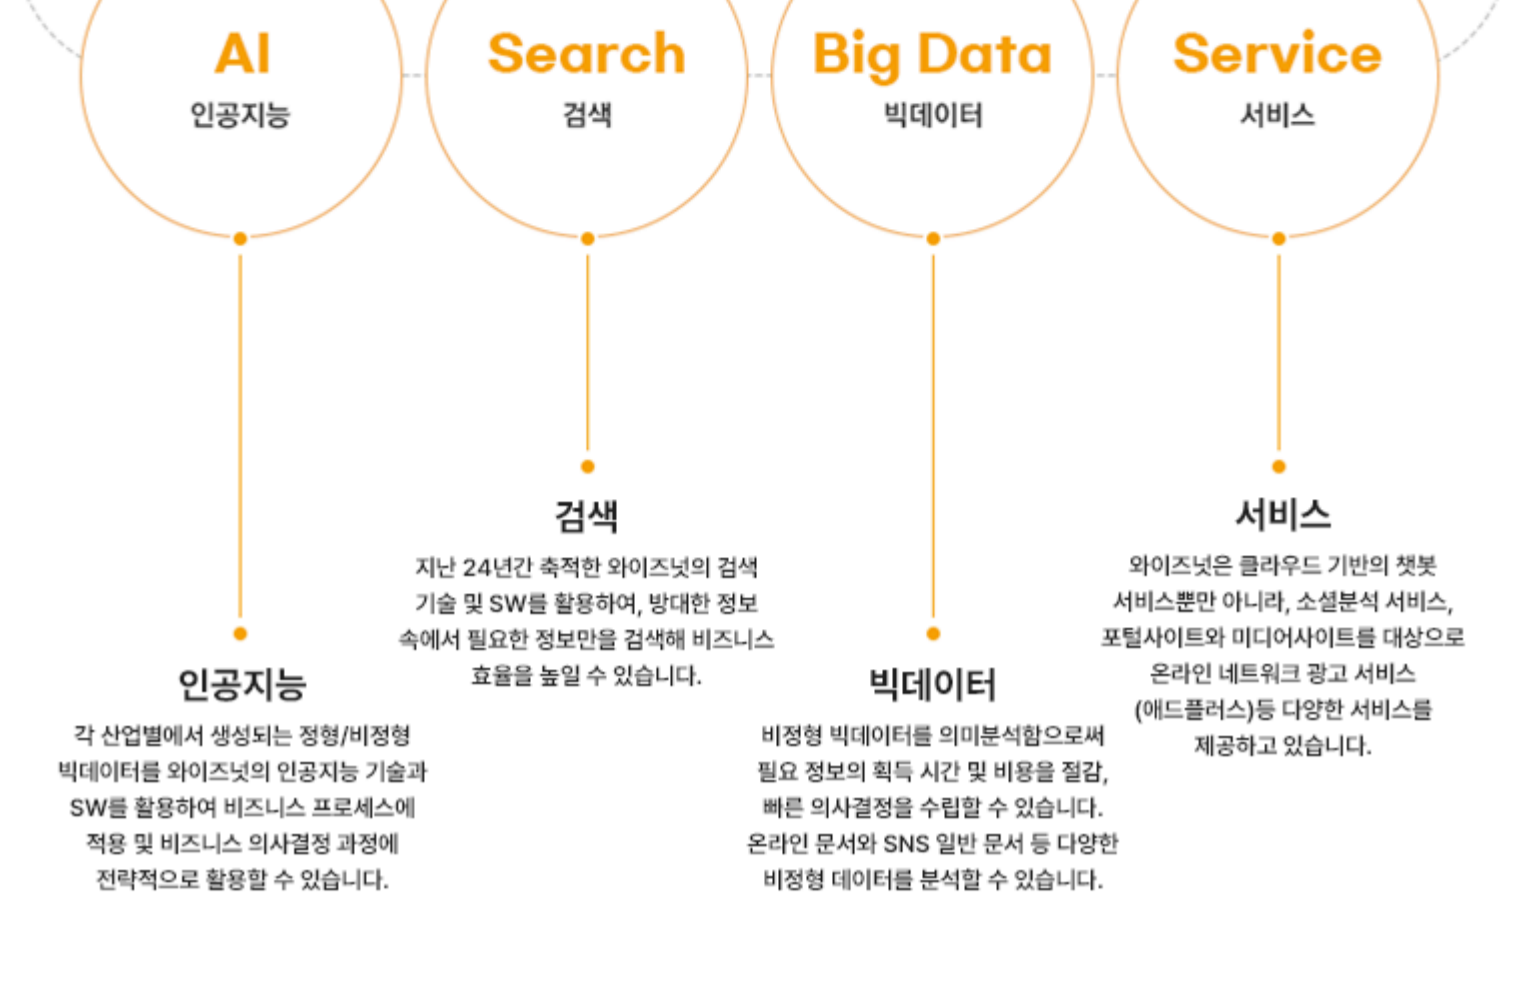 AI
인공지능
Search
검색
Big Data
빅데이터
Service
서비스
인공지능
각 산업별에서 생성되는 정형/비정형
빅데이터를 와이즈넛의 인공지능 기술과
SW를 활용하여 비즈니스 프로세스에
적용 및 비즈니스 의사결정 과정에
전략적으로 활용할 수 있습니다.
검색
지난 24년간 축적한 와이즈넛의 검색
기술 및 SW를 활용하여, 방대한 정보
속에서 필요한 정보만을 검색해 비즈니스
효율을 높일 수 있습니다.
빅데이터
비정형 빅데이터를 의미분석함으로써
필요 정보의 획득 시간 및 비용을 절감,
빠른 의사결정을 수립할 수 있습니다.
온라인 문서와 SNS 일반 문서 등 다양한
비정형 데이터를 분석할 수 있습니다.
서비스
와이즈넛은 클라우드 기반의 챗봇
서비스뿐만 아니라, 소셜분석 서비스,
포털사이트와 미디어사이트를 대상으로
온라인 네트워크 광고 서비스
(애드플러스)등 다양한 서비스를
제공하고 있습니다.